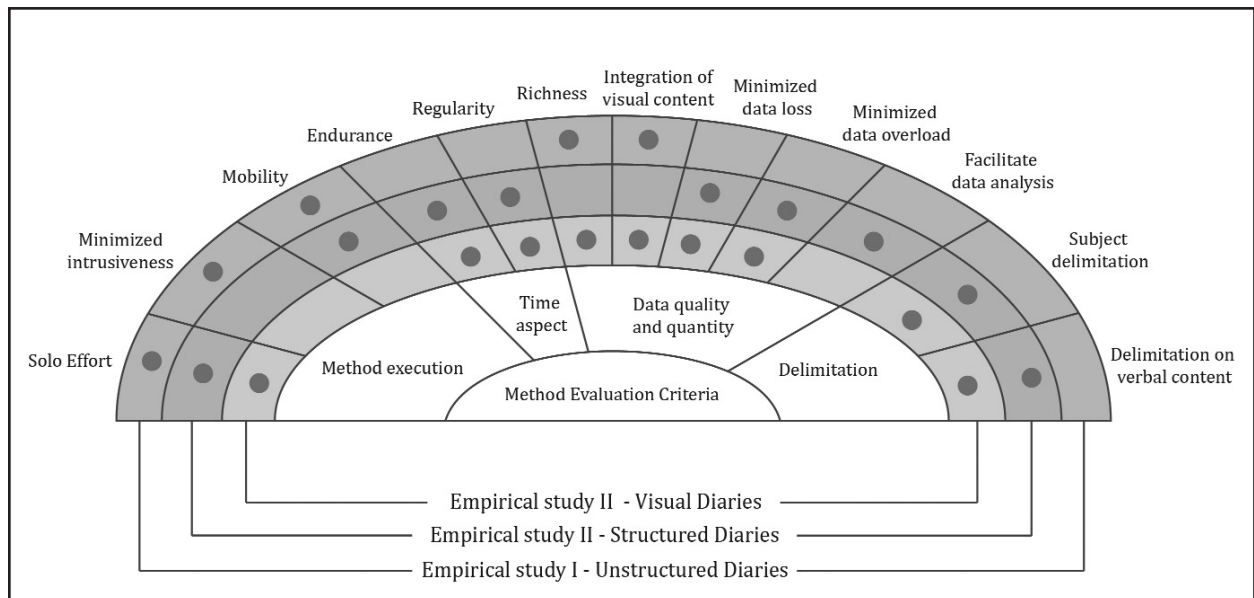 Solo Effort
Minimized
intrusiveness
Mobility
Endurance
Regularity
Richness
Integration of
visual content
Minimized
data loss
Minimized
data overload
Facilitate
data analysis
Subject
delimitation
Delimitation on
verbal content
Method execution
Time
aspect
Data quality
and quantity
Delimitation
Method Evaluation Criteria
Empirical study II - Visual Diaries
Empirical study II - Structured Diaries
Empirical study I - Unstructured Diaries